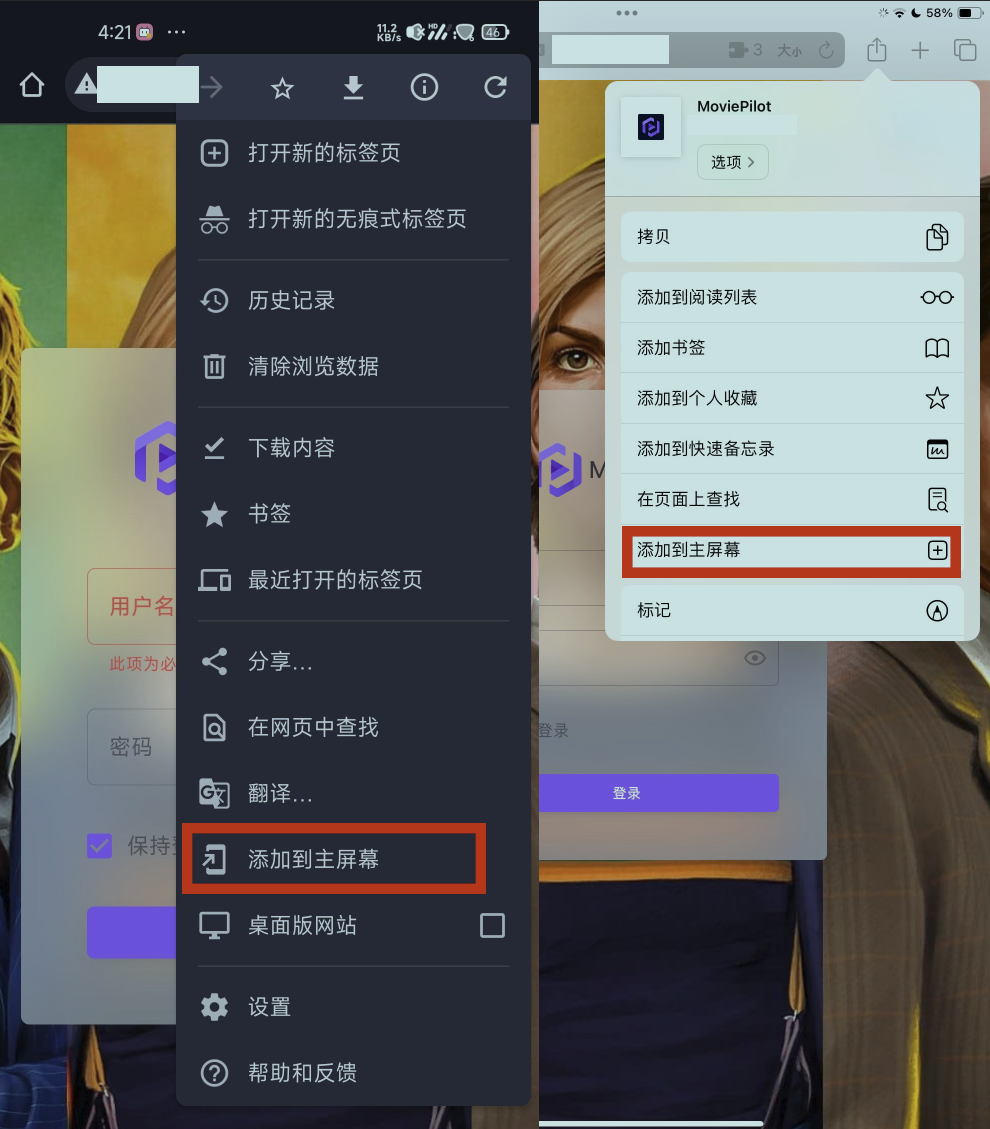 4:21
11.2
KB/s
HD
46
打开新的标签页
打开新的无痕式标签页
历史记录
清除浏览数据
下载内容
书签
最近打开的标签页
分享...
在网页中查找
翻译...
添加到主屏幕
桌面版网站
设置
帮助和反馈
用户名
此项为必
密码
保持
58%
3
大小
MoviePilot
选项
拷贝
添加到阅读列表
添加书签
添加到个人收藏
添加到快速备忘录
在页面上查找
添加到主屏幕
标记
M
登录
登录